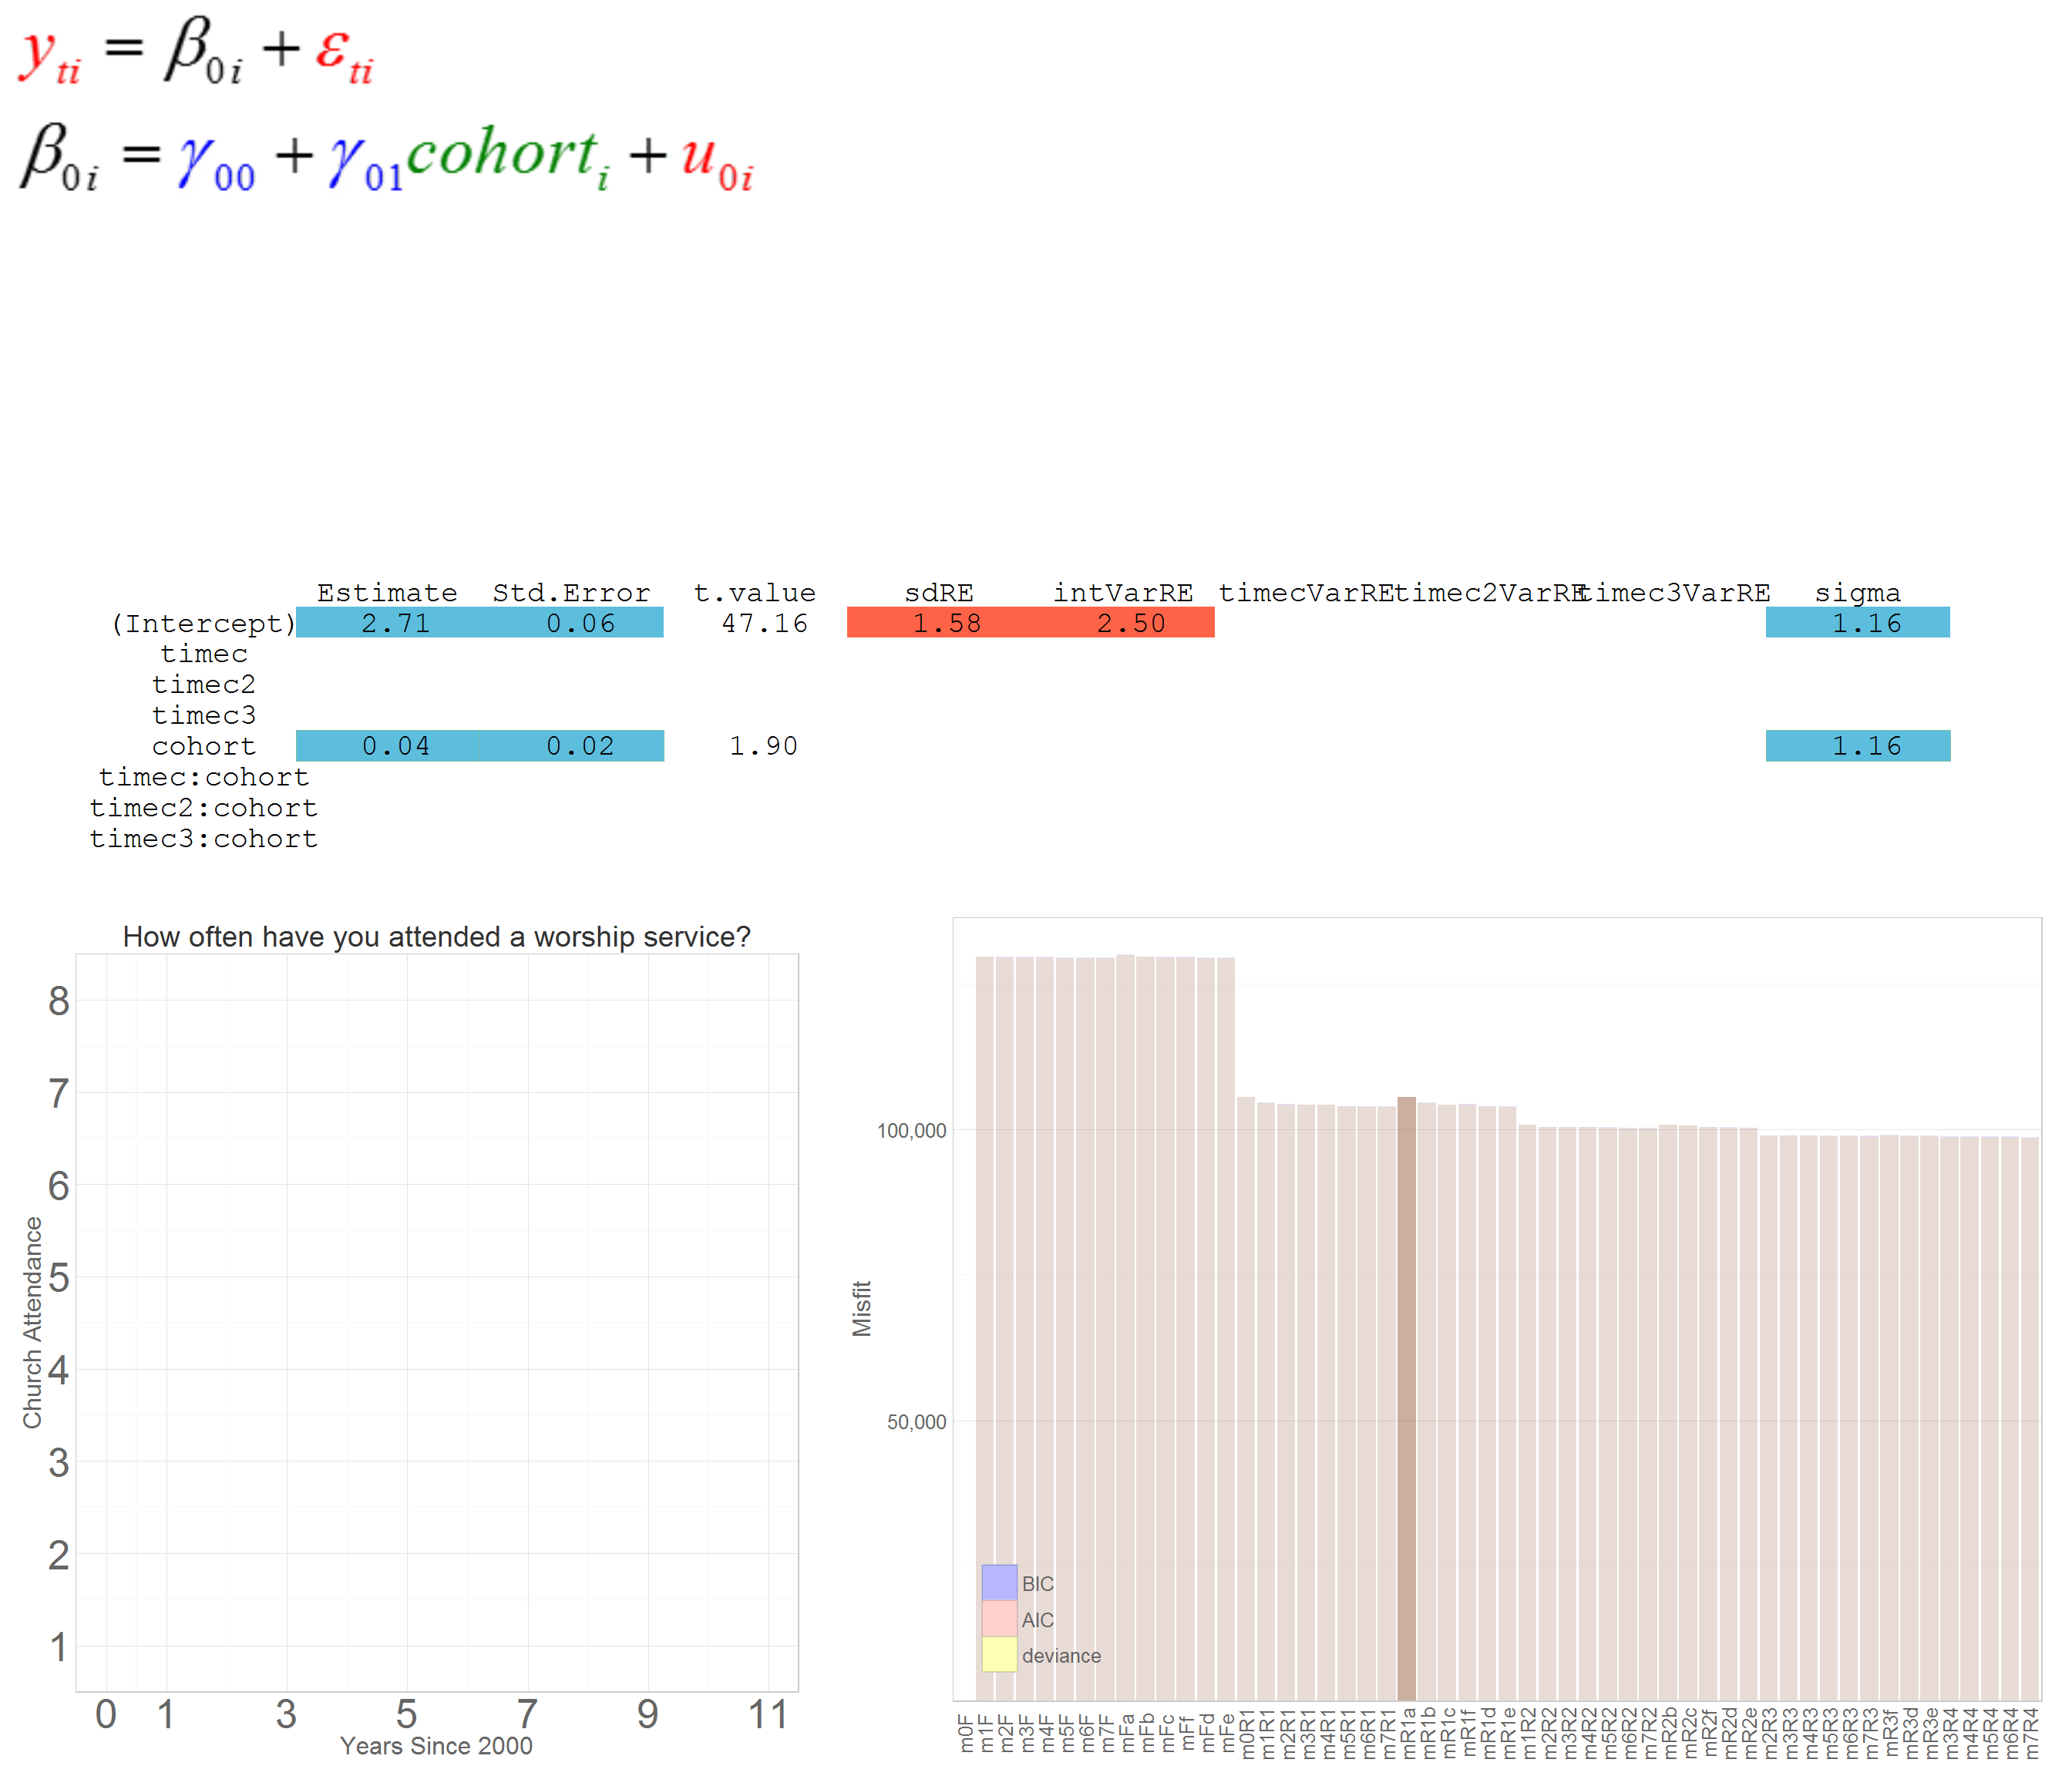 y_ti = β_0i + ε_ti
β_0i = γ_00 + γ_01 cohort_i + u_0i
Estimate Std.Error t.value sdRE intVarRE timecVarRE timec2VarRE timec3VarRE sigma
(Intercept) 2.71 0.06 47.16 1.58 2.50 1.16
timec
timec2
timec3
cohort 0.04 0.02 1.90 1.16
timec:cohort
timec2:cohort
timec3:cohort
How often have you attended a worship service?
Church Attendance
8
7
6
5
4
3
2
1
0 1 3 5 7 9 11
Years Since 2000
Misfit
100,000
50,000
BIC
AIC
deviance
m0F m1F m2F m3F m4F m5F m6F m7F mFa mFb mFc mFf mFd mFe m0R1 m1R1 m2R1 m3R1 m4R1 m5R1 m6R1 m7R1 mR1a mR1b mR1c mR1f mR1d mR1e m1R2 m2R2 m3R2 m4R2 m5R2 m6R2 m7R2 mR2b mR2c mR2f mR2d mR2e m2R3 m3R3 m4R3 m5R3 m6R3 m7R3 mR3f mR3d mR3e m3R4 m4R4 m5R4 m6R4 m7R4